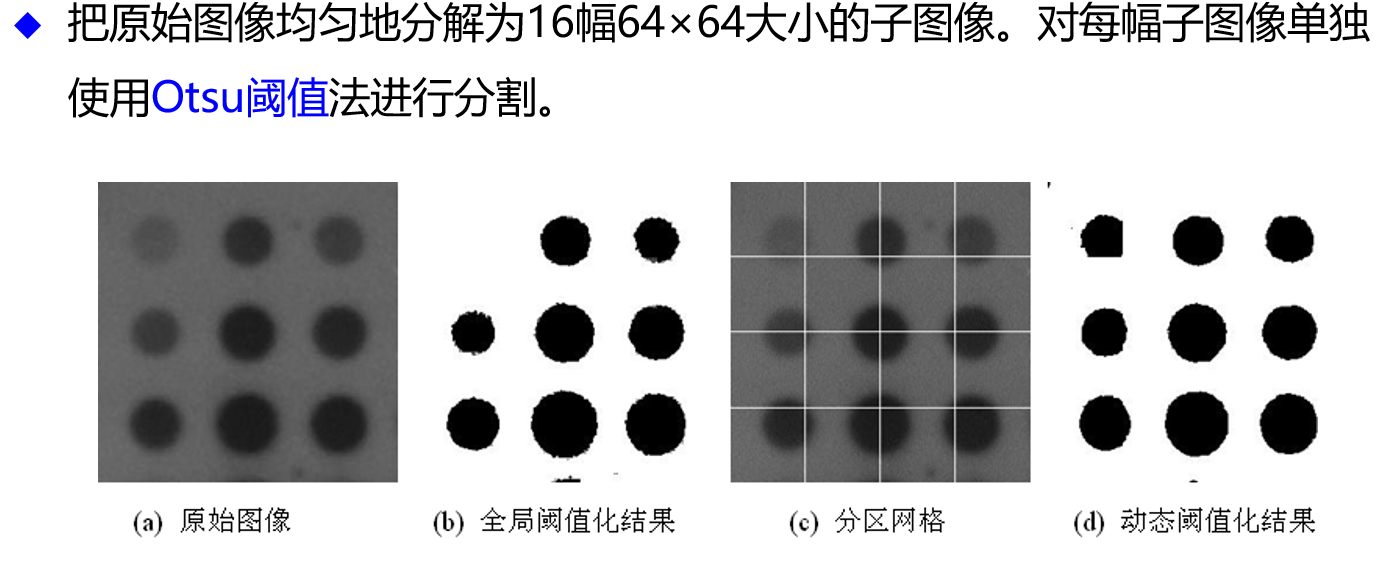 把原始图像均匀地分解为16幅64×64大小的子图像。对每幅子图像单独
使用Otsu阈值法进行分割。
(a) 原始图像
(b) 全局阈值化结果
(c) 分区网格
(d) 动态阈值化结果